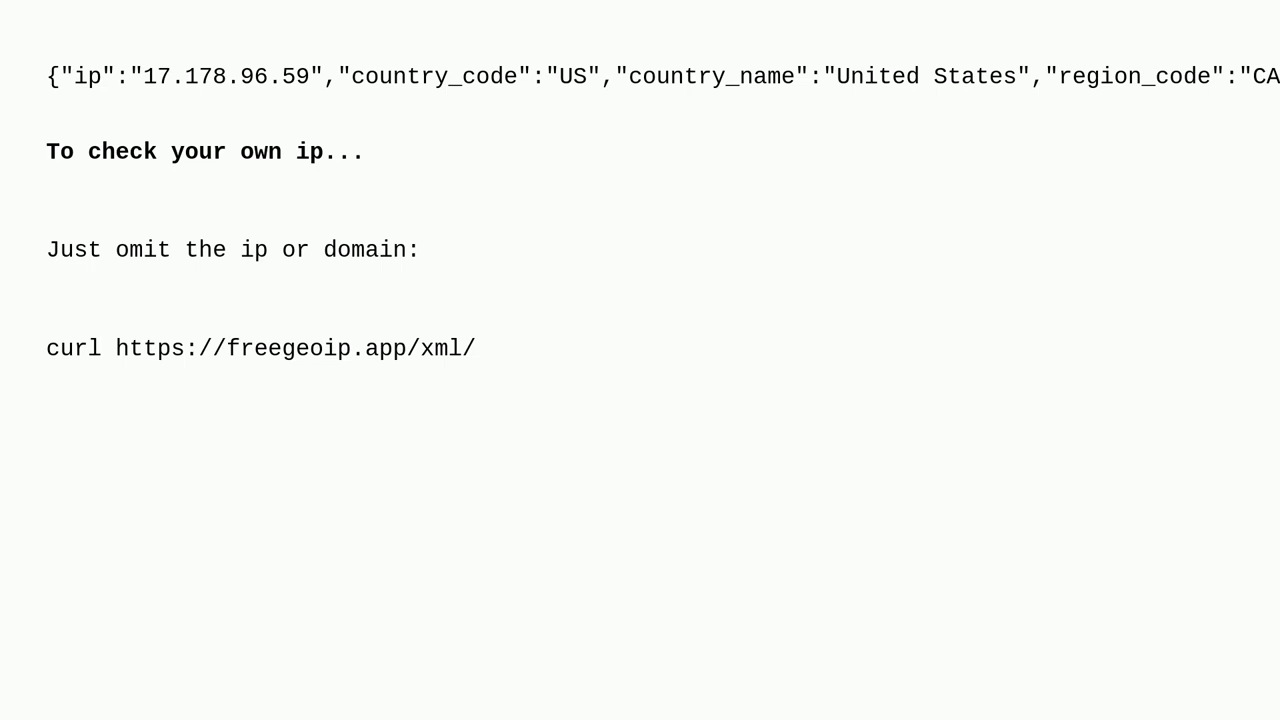 {"ip":"17.178.96.59","country_code":"US","country_name":"United States","region_code":"CA
To check your own ip...
Just omit the ip or domain:
curl https://freegeoip.app/xml/